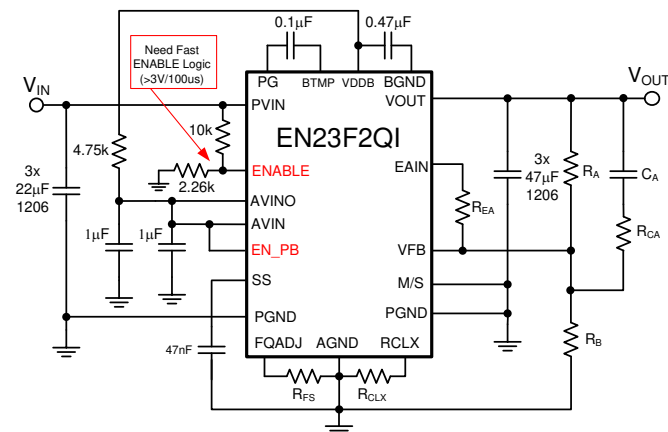 0.1µF
0.47µF
Need Fast
ENABLE Logic
(>3V/100us)
PG
BTMP
VDDB
BGND
VIN
PVIN
VOUT
VOUT
EN23F2QI
10k
4.75k
3x
22µF
1206
2.26k
ENABLE
EAIN
REA
3x
47µF
1206
RA
CA
RCA
AVINO
AVIN
1µF
1µF
EN_PB
VFB
SS
M/S
PGND
PGND
47nF
FQADJ
AGND
RCLX
RB
RFS
RCLX